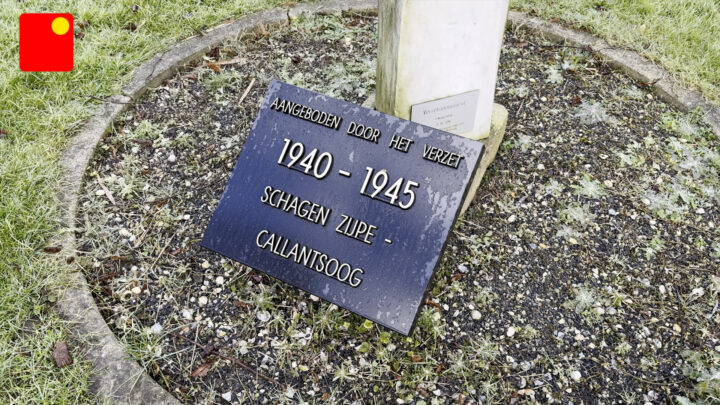 AANGEBODEN DOOR HET VERZET
1940 - 1945
SCHAGEN ZIJPE -
CALLANTSOOG